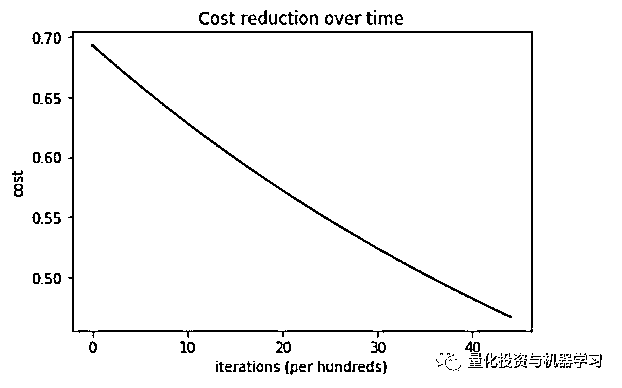 Cost reduction over time
0.70
0.65
0.60
0.55
0.50
cost
0 10 20 30 40
iterations (per hundreds)
量化投资与机器学习